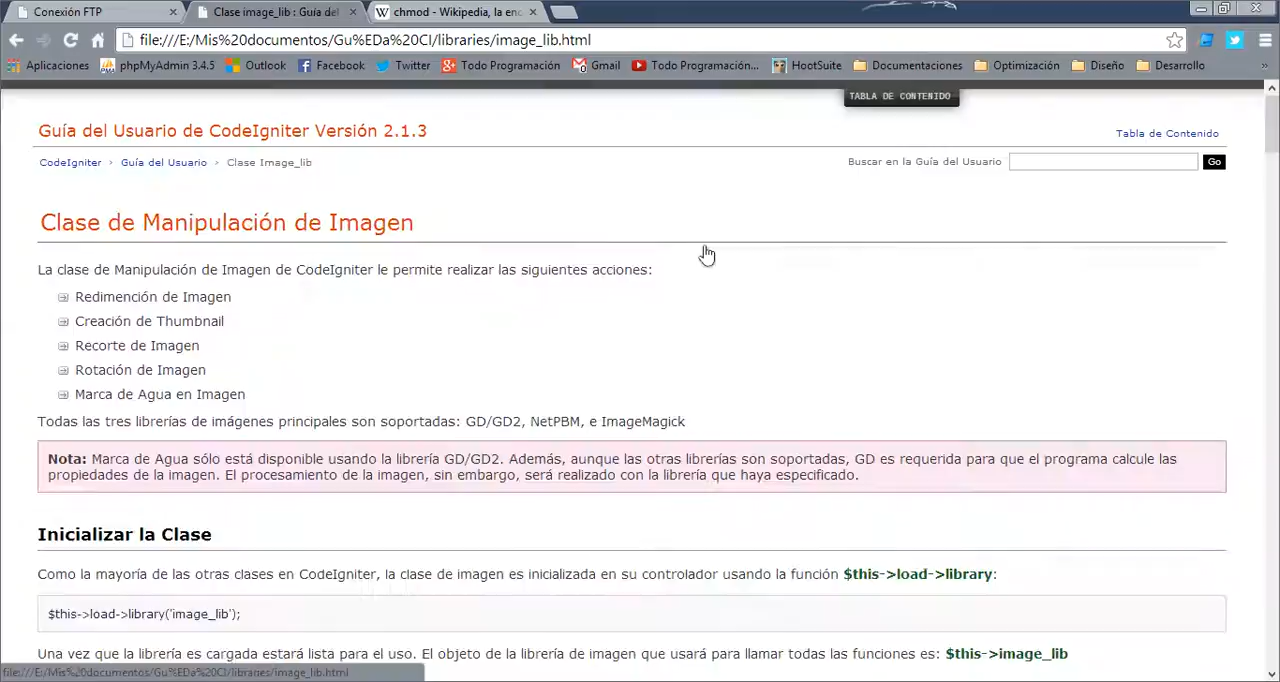 Conexión FTP
Clase image_lib : Guía del
chmod - Wikipedia, la enc
file:///E:/Mis%20documentos/Gu%EDa%20CI/libraries/image_lib.html
Aplicaciones phpMyAdmin 3.4.5 Outlook Facebook Twitter Todo Programación Gmail Todo Programación... HootSuite Documentaciones Optimización Diseño Desarrollo »
TABLA DE CONTENIDO
Guía del Usuario de CodeIgniter Versión 2.1.3
Tabla de Contenido
CodeIgniter › Guía del Usuario › Clase Image_lib
Buscar en la Guía del Usuario Go
Clase de Manipulación de Imagen
La clase de Manipulación de Imagen de CodeIgniter le permite realizar las siguientes acciones:
Redimención de Imagen
Creación de Thumbnail
Recorte de Imagen
Rotación de Imagen
Marca de Agua en Imagen
Todas las tres librerías de imágenes principales son soportadas: GD/GD2, NetPBM, e ImageMagick
Nota: Marca de Agua sólo está disponible usando la librería GD/GD2. Además, aunque las otras librerías son soportadas, GD es requerida para que el programa calcule las
propiedades de la imagen. El procesamiento de la imagen, sin embargo, será realizado con la librería que haya especificado.
Inicializar la Clase
Como la mayoría de las otras clases en CodeIgniter, la clase de imagen es inicializada en su controlador usando la función $this->load->library:
$this->load->library('image_lib');
Una vez que la librería es cargada estará lista para el uso. El objeto de la librería de imagen que usará para llamar todas las funciones es: $this->image_lib
file:///E:/Mis%20documentos/Gu%EDa%20CI/libraries/image_lib.html